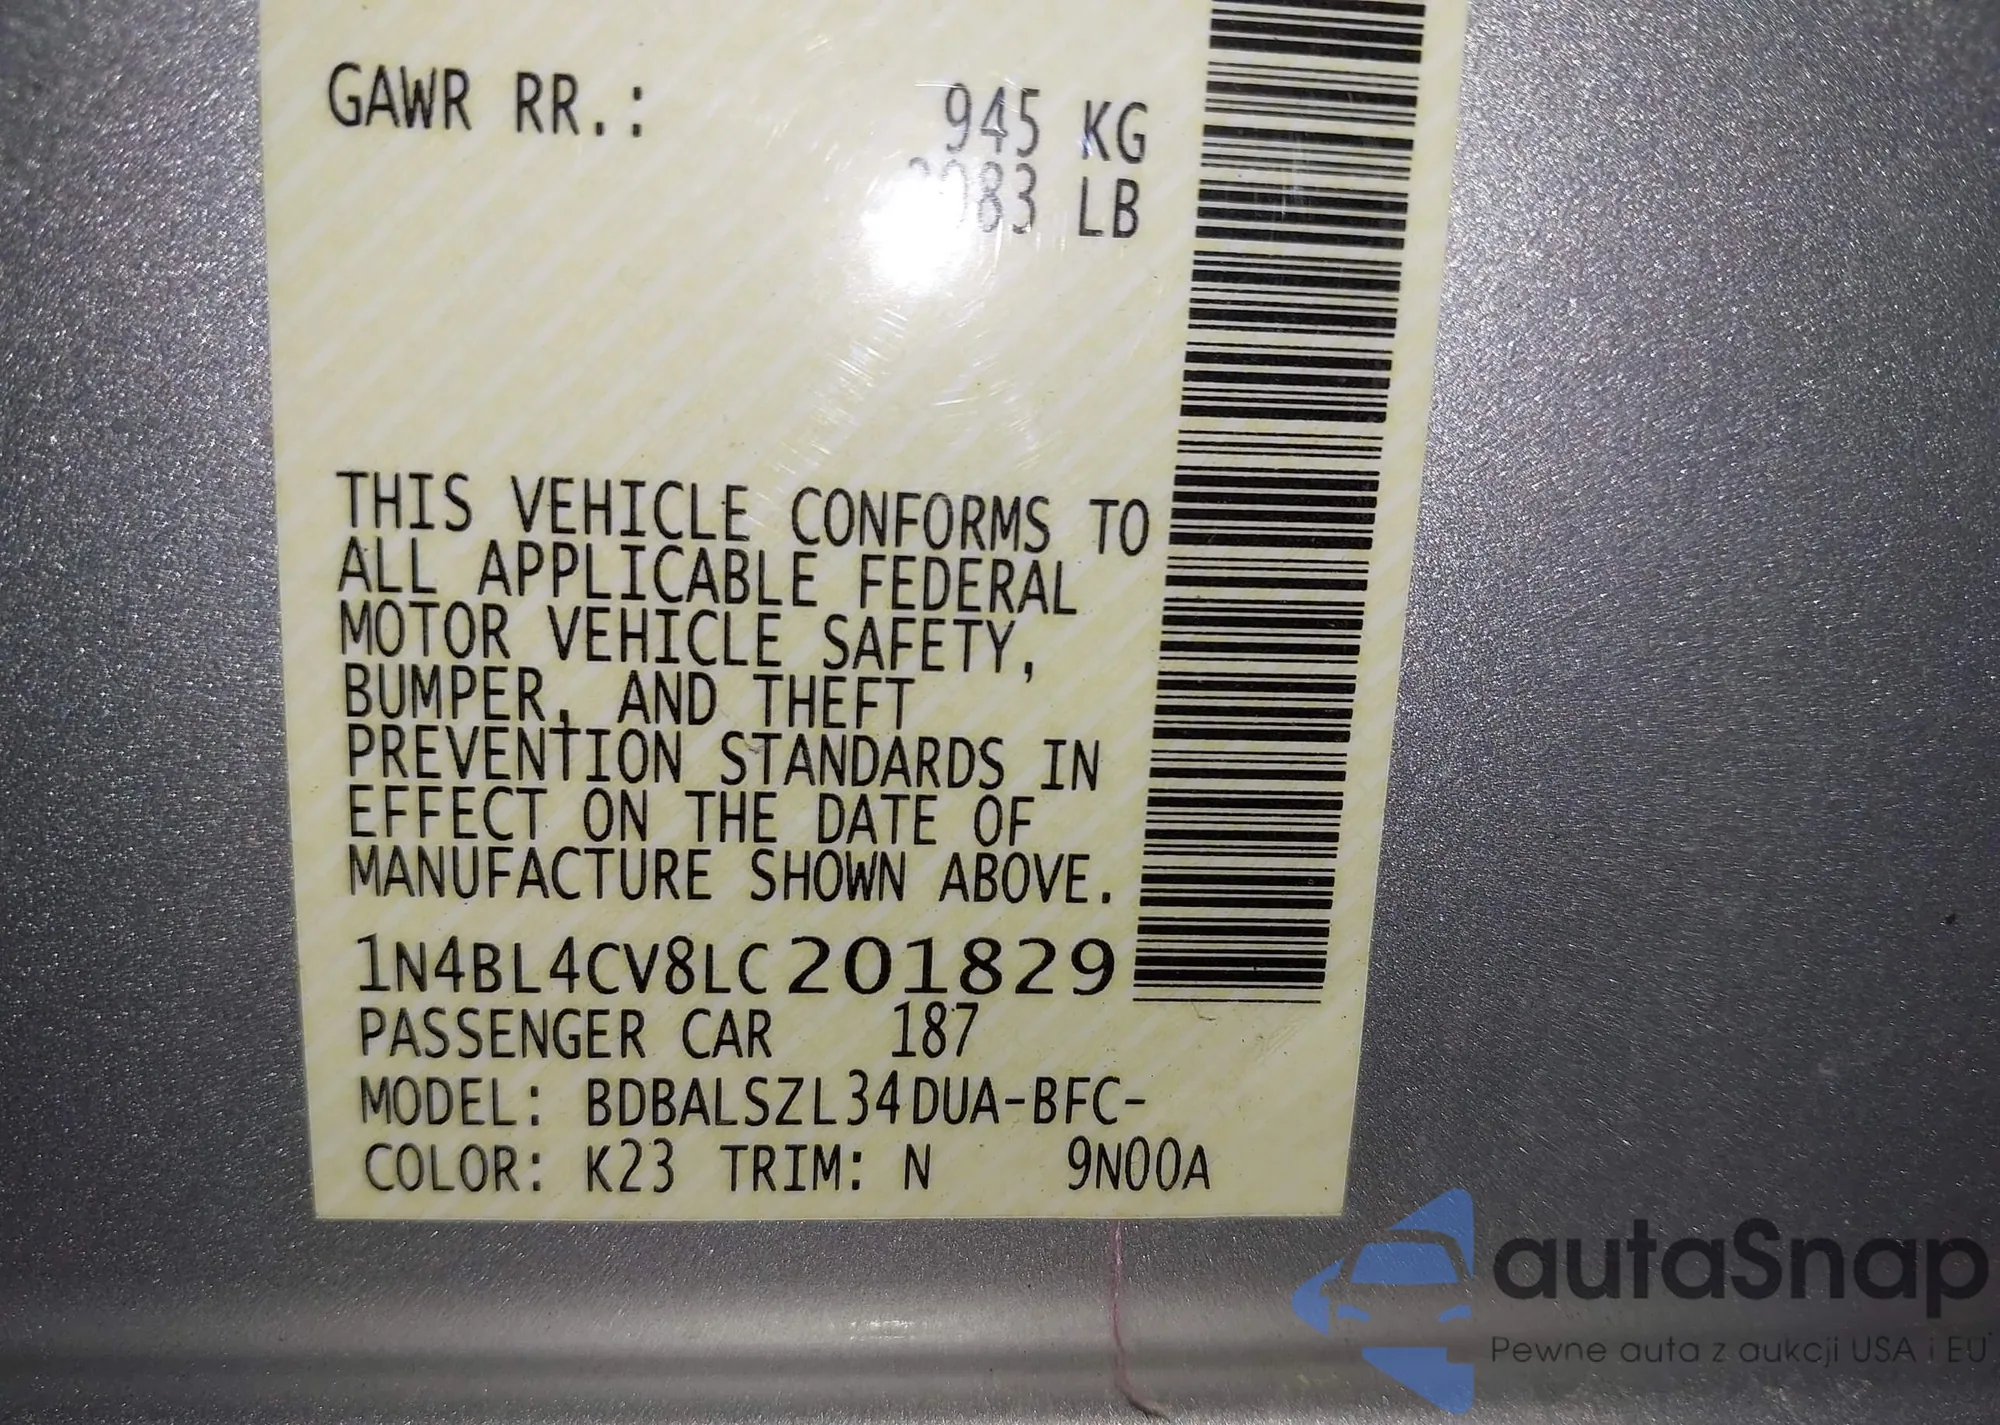 GAWR RR.: 945 KG
LB
THIS VEHICLE CONFORMS TO
ALL APPLICABLE FEDERAL
MOTOR VEHICLE SAFETY,
BUMPER, AND THEFT
PREVENTION STANDARDS IN
EFFECT ON THE DATE OF
MANUFACTURE SHOWN ABOVE.
1N4BL4CV8LC201829
PASSENGER CAR 187
MODEL: BDBALSZL34DUA-BFC-
COLOR: K23 TRIM: N 9N00A
autaSnap
Pewne auta z aukcji USA i EU